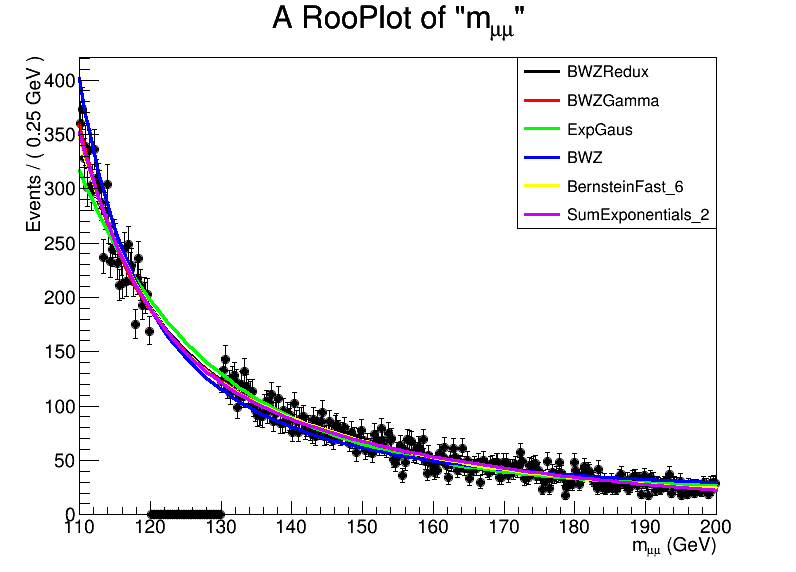 A RooPlot of "mμμ"
Events / ( 0.25 GeV )
400
350
300
250
200
150
100
50
0
BWZRedux
BWZGamma
ExpGaus
BWZ
BernsteinFast_6
SumExponentials_2
110 120 130 140 150 160 170 180 190 200
mμμ (GeV)